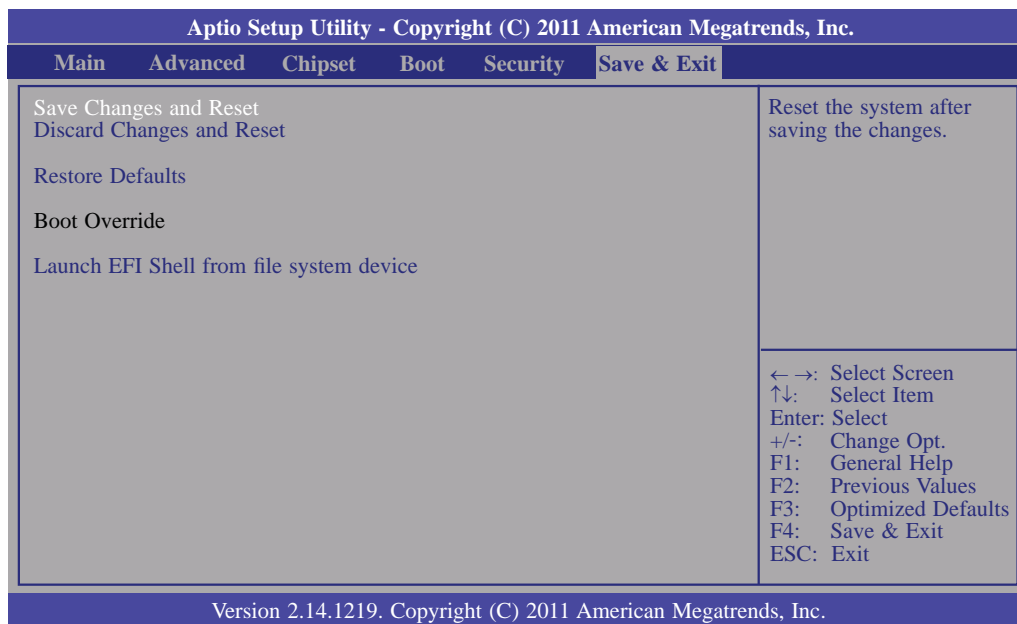 Aptio Setup Utility - Copyright (C) 2011 American Megatrends, Inc.
Main Advanced Chipset Boot Security Save & Exit
Save Changes and Reset
Discard Changes and Reset
Restore Defaults
Boot Override
Launch EFI Shell from file system device
Reset the system after
saving the changes.
← →: Select Screen
↑↓: Select Item
Enter: Select
+/-: Change Opt.
F1: General Help
F2: Previous Values
F3: Optimized Defaults
F4: Save & Exit
ESC: Exit
Version 2.14.1219. Copyright (C) 2011 American Megatrends, Inc.